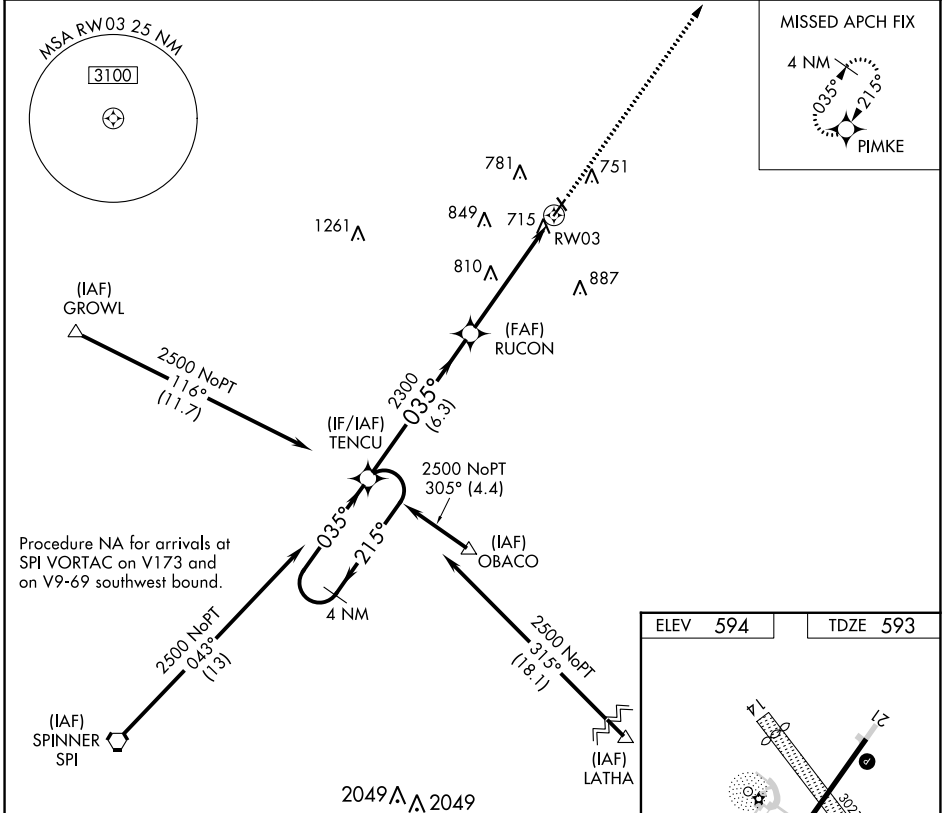 MSA RW03 25 NM
3100
MISSED APCH FIX
4 NM
035°
215°
PIMKE
781
751
849
715
RW03
1261
810
887
(IAF)
GROWL
2500 NoPT
116°
(11.7)
(FAF)
RUCON
2300
035°
(6.3)
(IF/IAF)
TENCU
2500 NoPT
305° (4.4)
(IAF)
OBACO
035°
215°
4 NM
Procedure NA for arrivals at
SPI VORTAC on V173 and
on V9-69 southwest bound.
2500 NoPT
043°
(13)
(IAF)
SPINNER
SPI
2500 NoPT
315°
(18.1)
(IAF)
LATHA
2049
2049
ELEV 594
TDZE 593
14
21
P